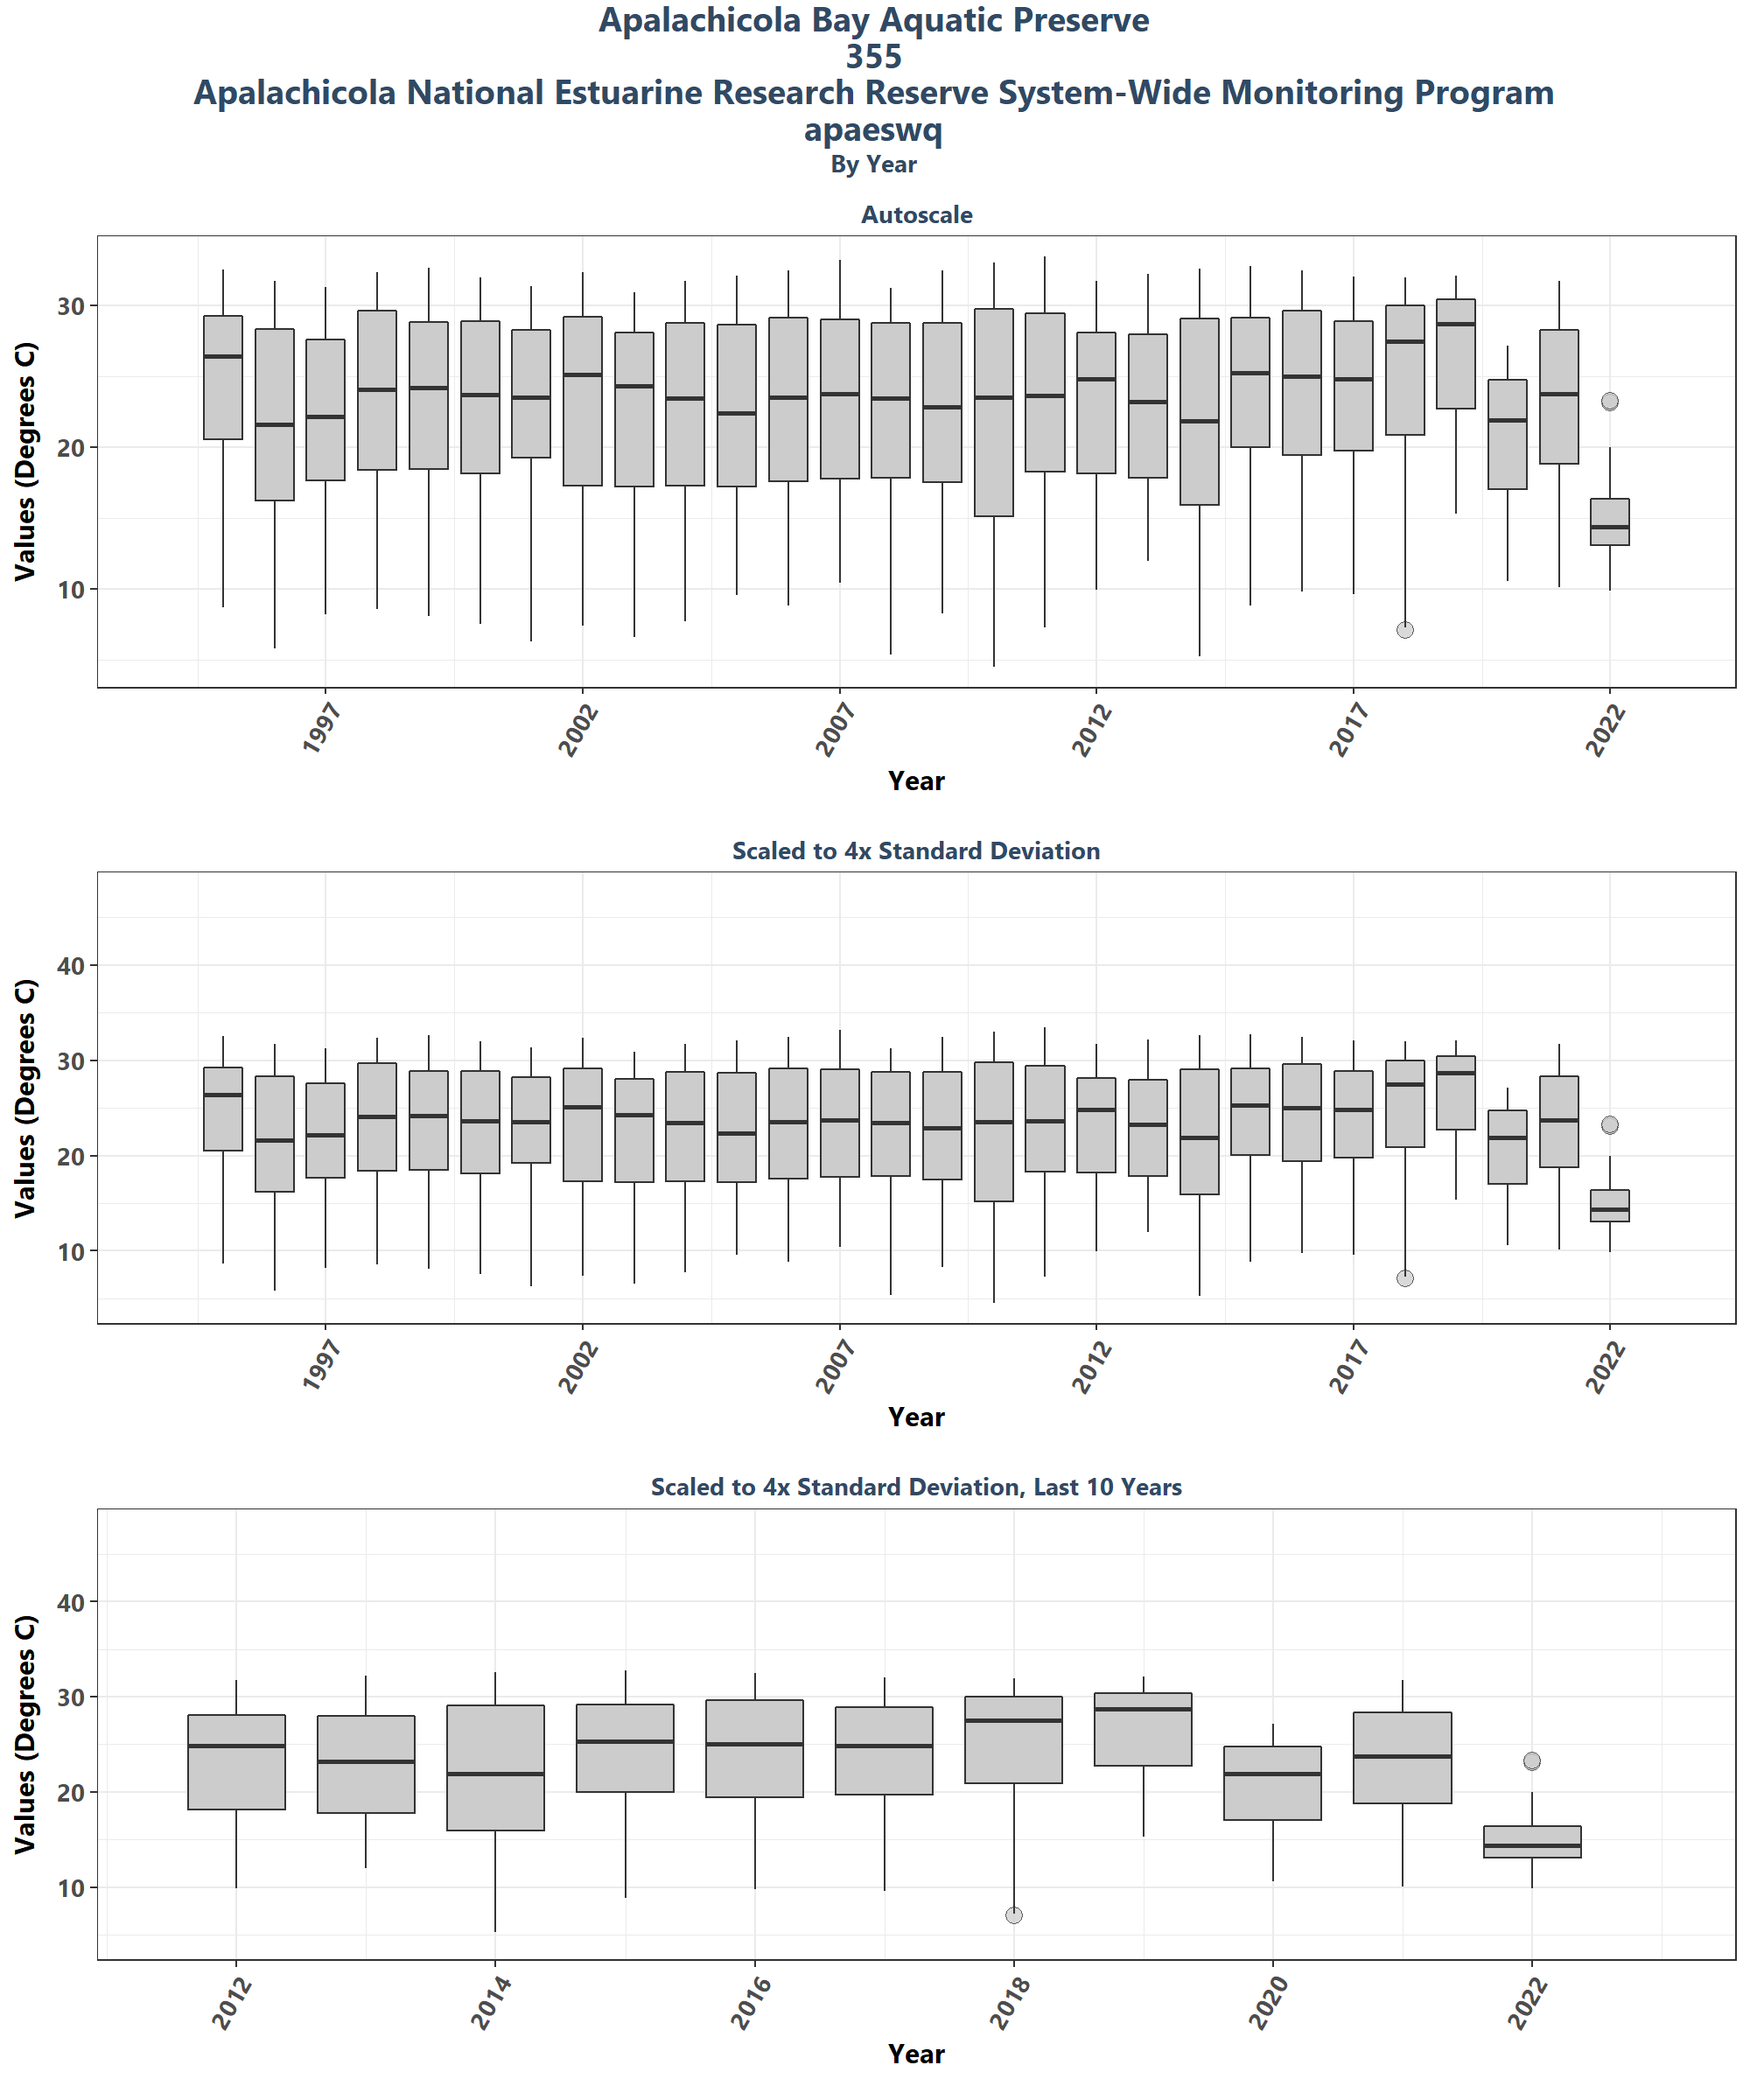 Apalachicola Bay Aquatic Preserve
355
Apalachicola National Estuarine Research Reserve System-Wide Monitoring Program
apaeswq
By Year
Autoscale
Values (Degrees C)
30
20
10
1997
2002
2007
2012
2017
2022
Year
Scaled to 4x Standard Deviation
Values (Degrees C)
40
30
20
10
1997
2002
2007
2012
2017
2022
Year
Scaled to 4x Standard Deviation, Last 10 Years
Values (Degrees C)
40
30
20
10
2012
2014
2016
2018
2020
2022
Year